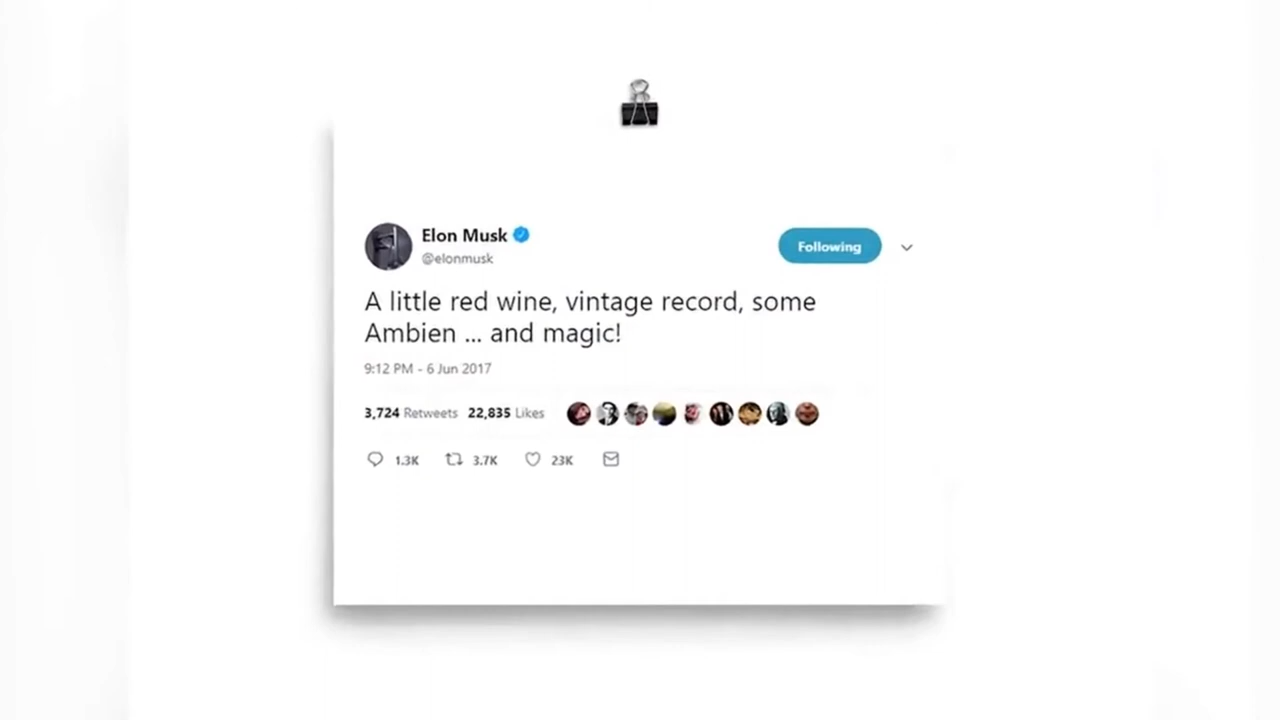 Elon Musk
@elonmusk
Following
A little red wine, vintage record, some
Ambien ... and magic!
9:12 PM - 6 Jun 2017
3,724 Retweets 22,835 Likes
1.3K 3.7K 23K